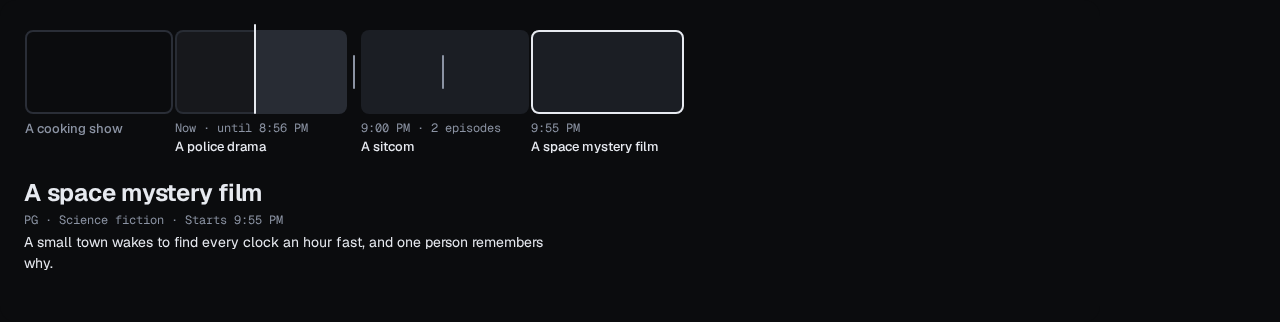 A cooking show
Now · until 8:56 PM
A police drama
9:00 PM · 2 episodes
A sitcom
9:55 PM
A space mystery film
A space mystery film
PG · Science fiction · Starts 9:55 PM
A small town wakes to find every clock an hour fast, and one person remembers
why.